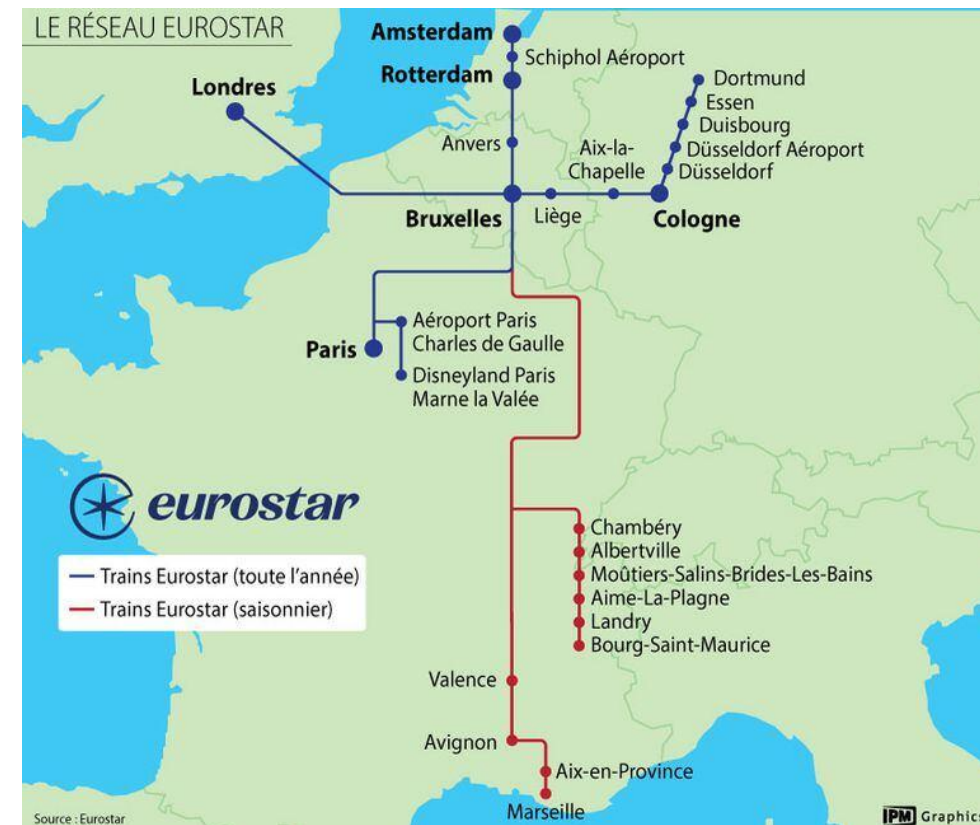 LE RÉSEAU EUROSTAR
Amsterdam
Schiphol Aéroport
Rotterdam
Londres
Dortmund
Essen
Duisbourg
Düsseldorf Aéroport
Düsseldorf
Anvers
Aix-la-
Chapelle
Bruxelles
Liège
Cologne
Paris
Aéroport Paris
Charles de Gaulle
Disneyland Paris
Marne la Valée
eurostar
Trains Eurostar (toute l'année)
Trains Eurostar (saisonnier)
Chambéry
Albertville
Moûtiers-Salins-Brides-Les-Bains
Aime-La-Plagne
Landry
Bourg-Saint-Maurice
Valence
Avignon
Aix-en-Provence
Marseille
Source : Eurostar
IPM Graphics